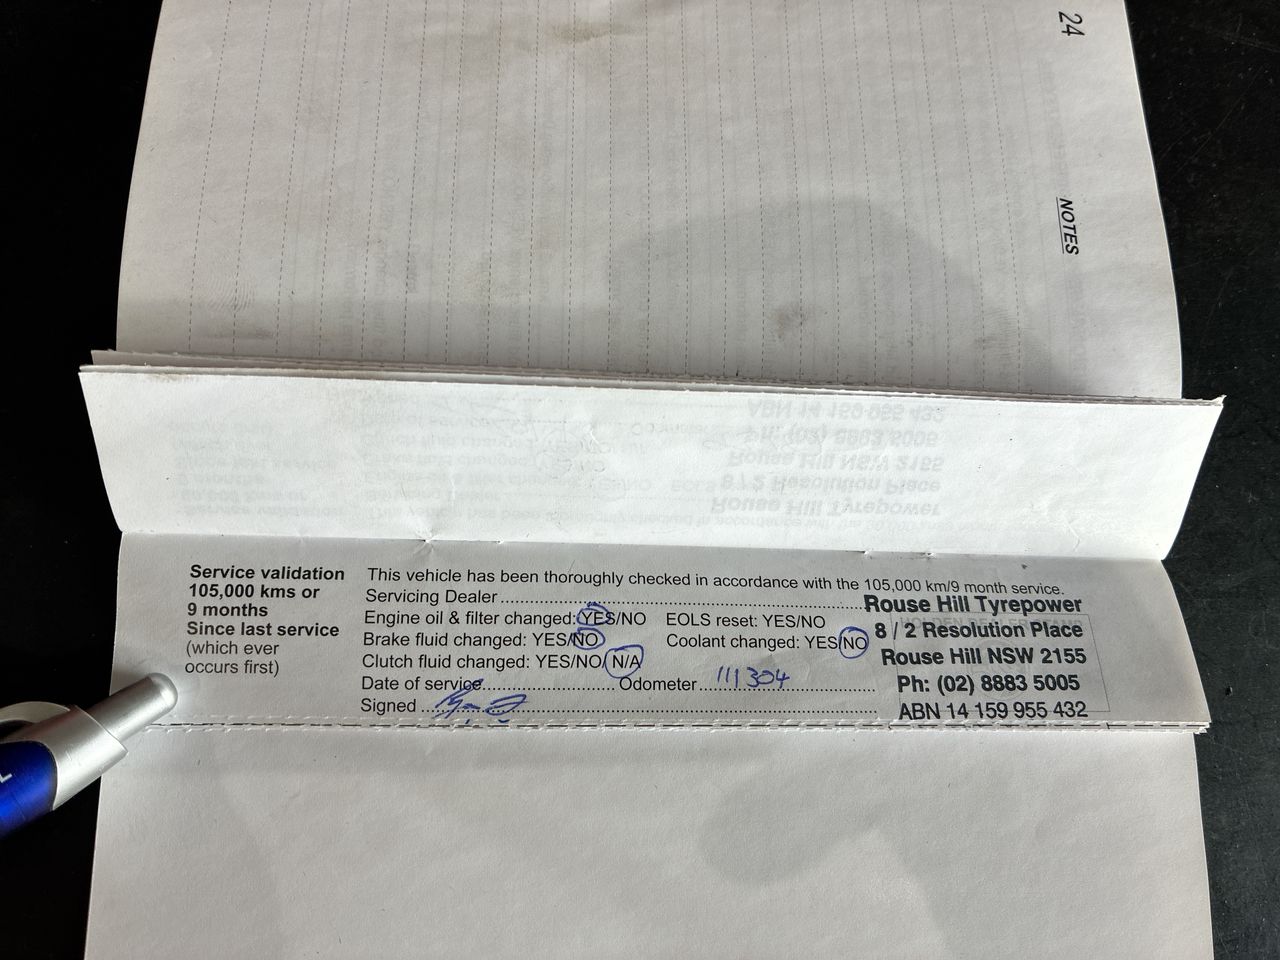 24
NOTES
Service validation
105,000 kms or
9 months
Since last service
(which ever
occurs first)
This vehicle has been thoroughly checked in accordance with the 105,000 km/9 month service.
Servicing Dealer
Engine oil & filter changed: YES/NO EOLS reset: YES/NO
Brake fluid changed: YES/NO Coolant changed: YES/NO
Clutch fluid changed: YES/NO/N/A
Date of service Odometer 111304
Signed
Rouse Hill Tyrepower
8 / 2 Resolution Place
Rouse Hill NSW 2155
Ph: (02) 8883 5005
ABN 14 159 955 432